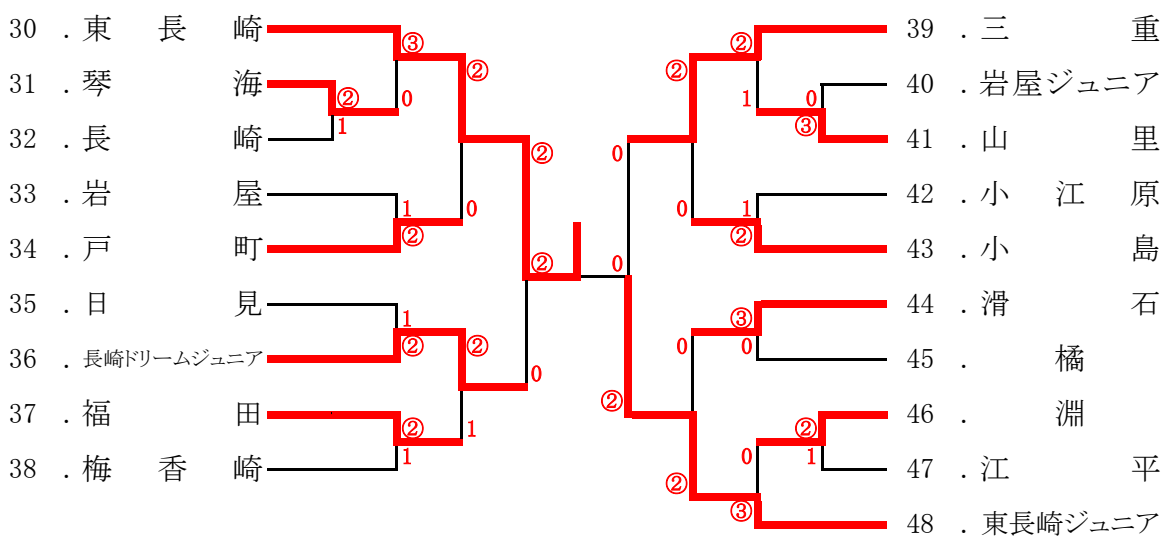 30 . 東長崎
31 . 琴海
32 . 長崎
33 . 岩屋
34 . 戸町
35 . 日見
36 . 長崎ドリームジュニア
37 . 福田
38 . 梅香崎
③
②
②
0
1
②
1
②
0
②
1
②
②
0
②
1
1
②
②
0
1
0
③
0
0
1
②
0
③
0
0
②
②
0
1
②
③
39 . 三重
40 . 岩屋ジュニア
41 . 山里
42 . 小江原
43 . 小島
44 . 滑石
45 . 橘
46 . 淵
47 . 江平
48 . 東長崎ジュニア